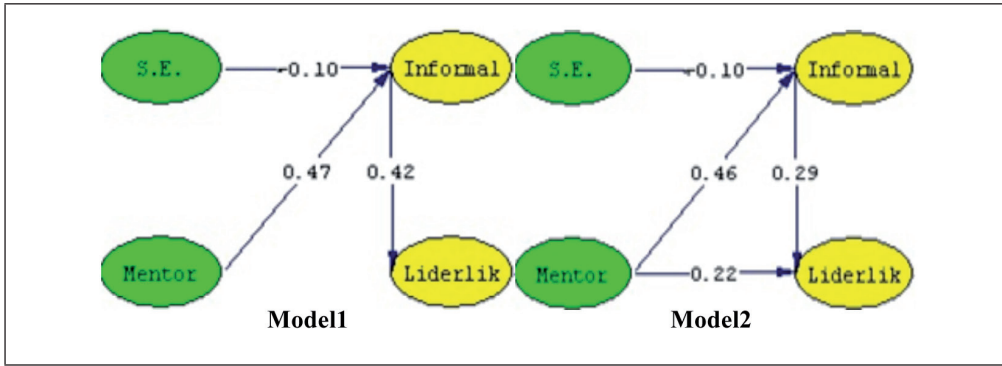 S.E. -0.10 Informal S.E. -0.10 Informal
0.47 0.42 0.46 0.29
Mentor Liderlik Mentor 0.22 Liderlik
Model1 Model2